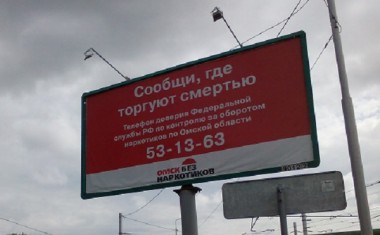 Сообщи, где
торгуют смертью
Телефон доверия Федеральной
службы РФ по контролю за оборотом
наркотиков по Омской области
53-13-63
ОМСК БЕЗ
НАРКОТИКОВ